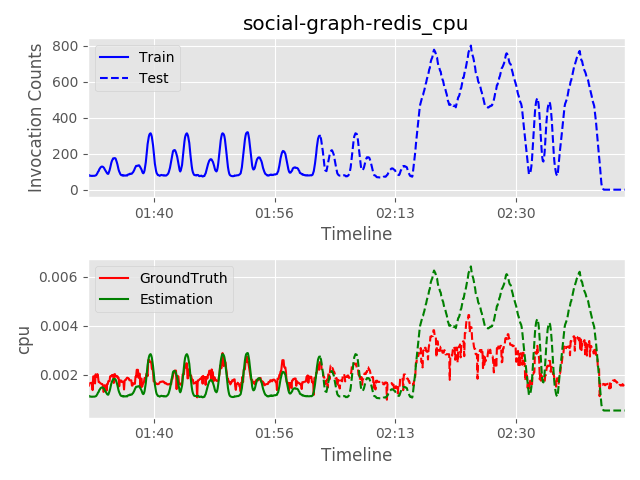 social-graph-redis_cpu
Invocation Counts
800
600
400
200
0
Train
Test
01:40
01:56
02:13
02:30
Timeline
cpu
0.006
0.004
0.002
GroundTruth
Estimation
01:40
01:56
02:13
02:30
Timeline